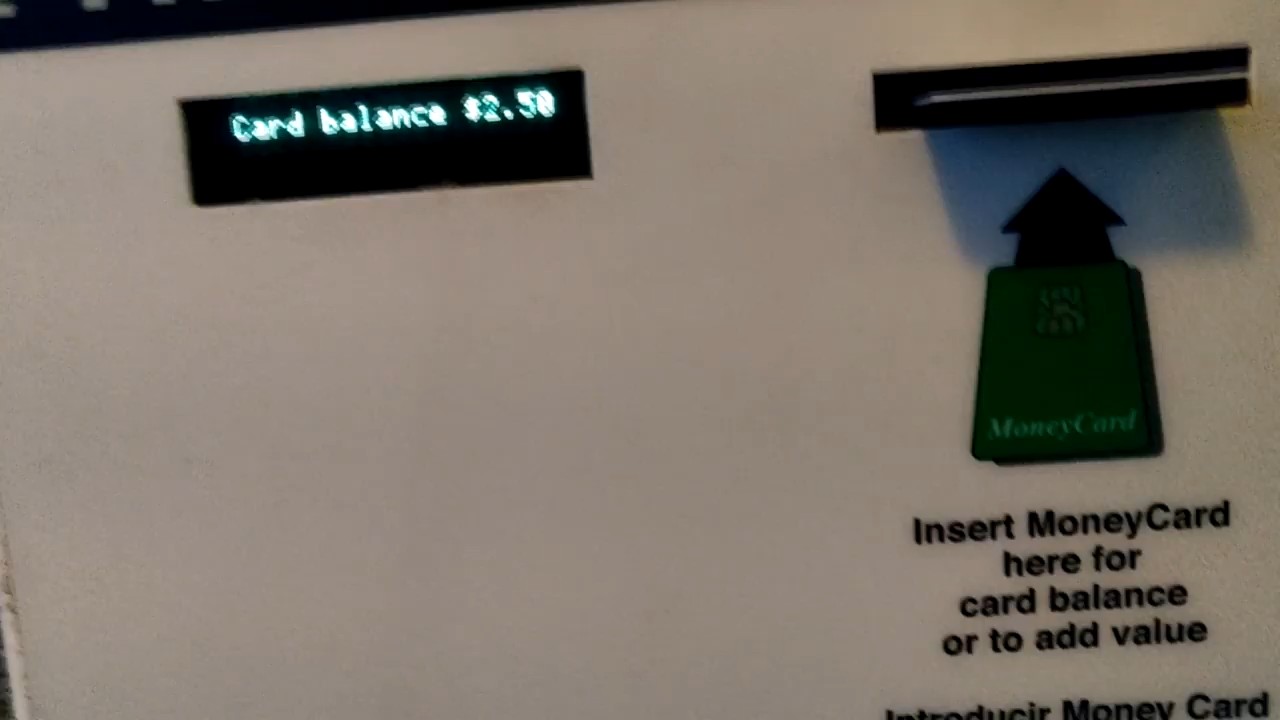 Card balance $2.50
MoneyCard
Insert MoneyCard
here for
card balance
or to add value
Introducir Money Card